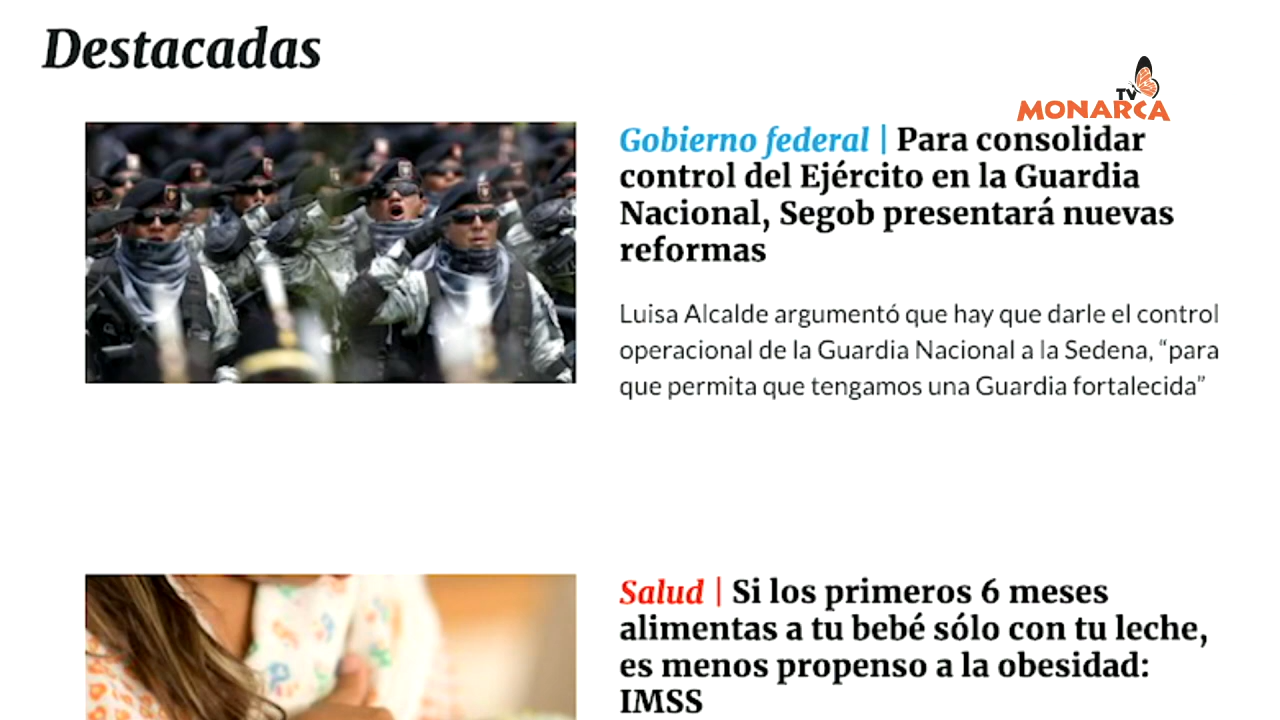 Destacadas
TV
MONARCA
Gobierno federal | Para consolidar
control del Ejército en la Guardia
Nacional, Segob presentará nuevas
reformas
Luisa Alcalde argumentó que hay que darle el control
operacional de la Guardia Nacional a la Sedena, “para
que permita que tengamos una Guardia fortalecida”
Salud | Si los primeros 6 meses
alimentas a tu bebé sólo con tu leche,
es menos propenso a la obesidad:
IMSS